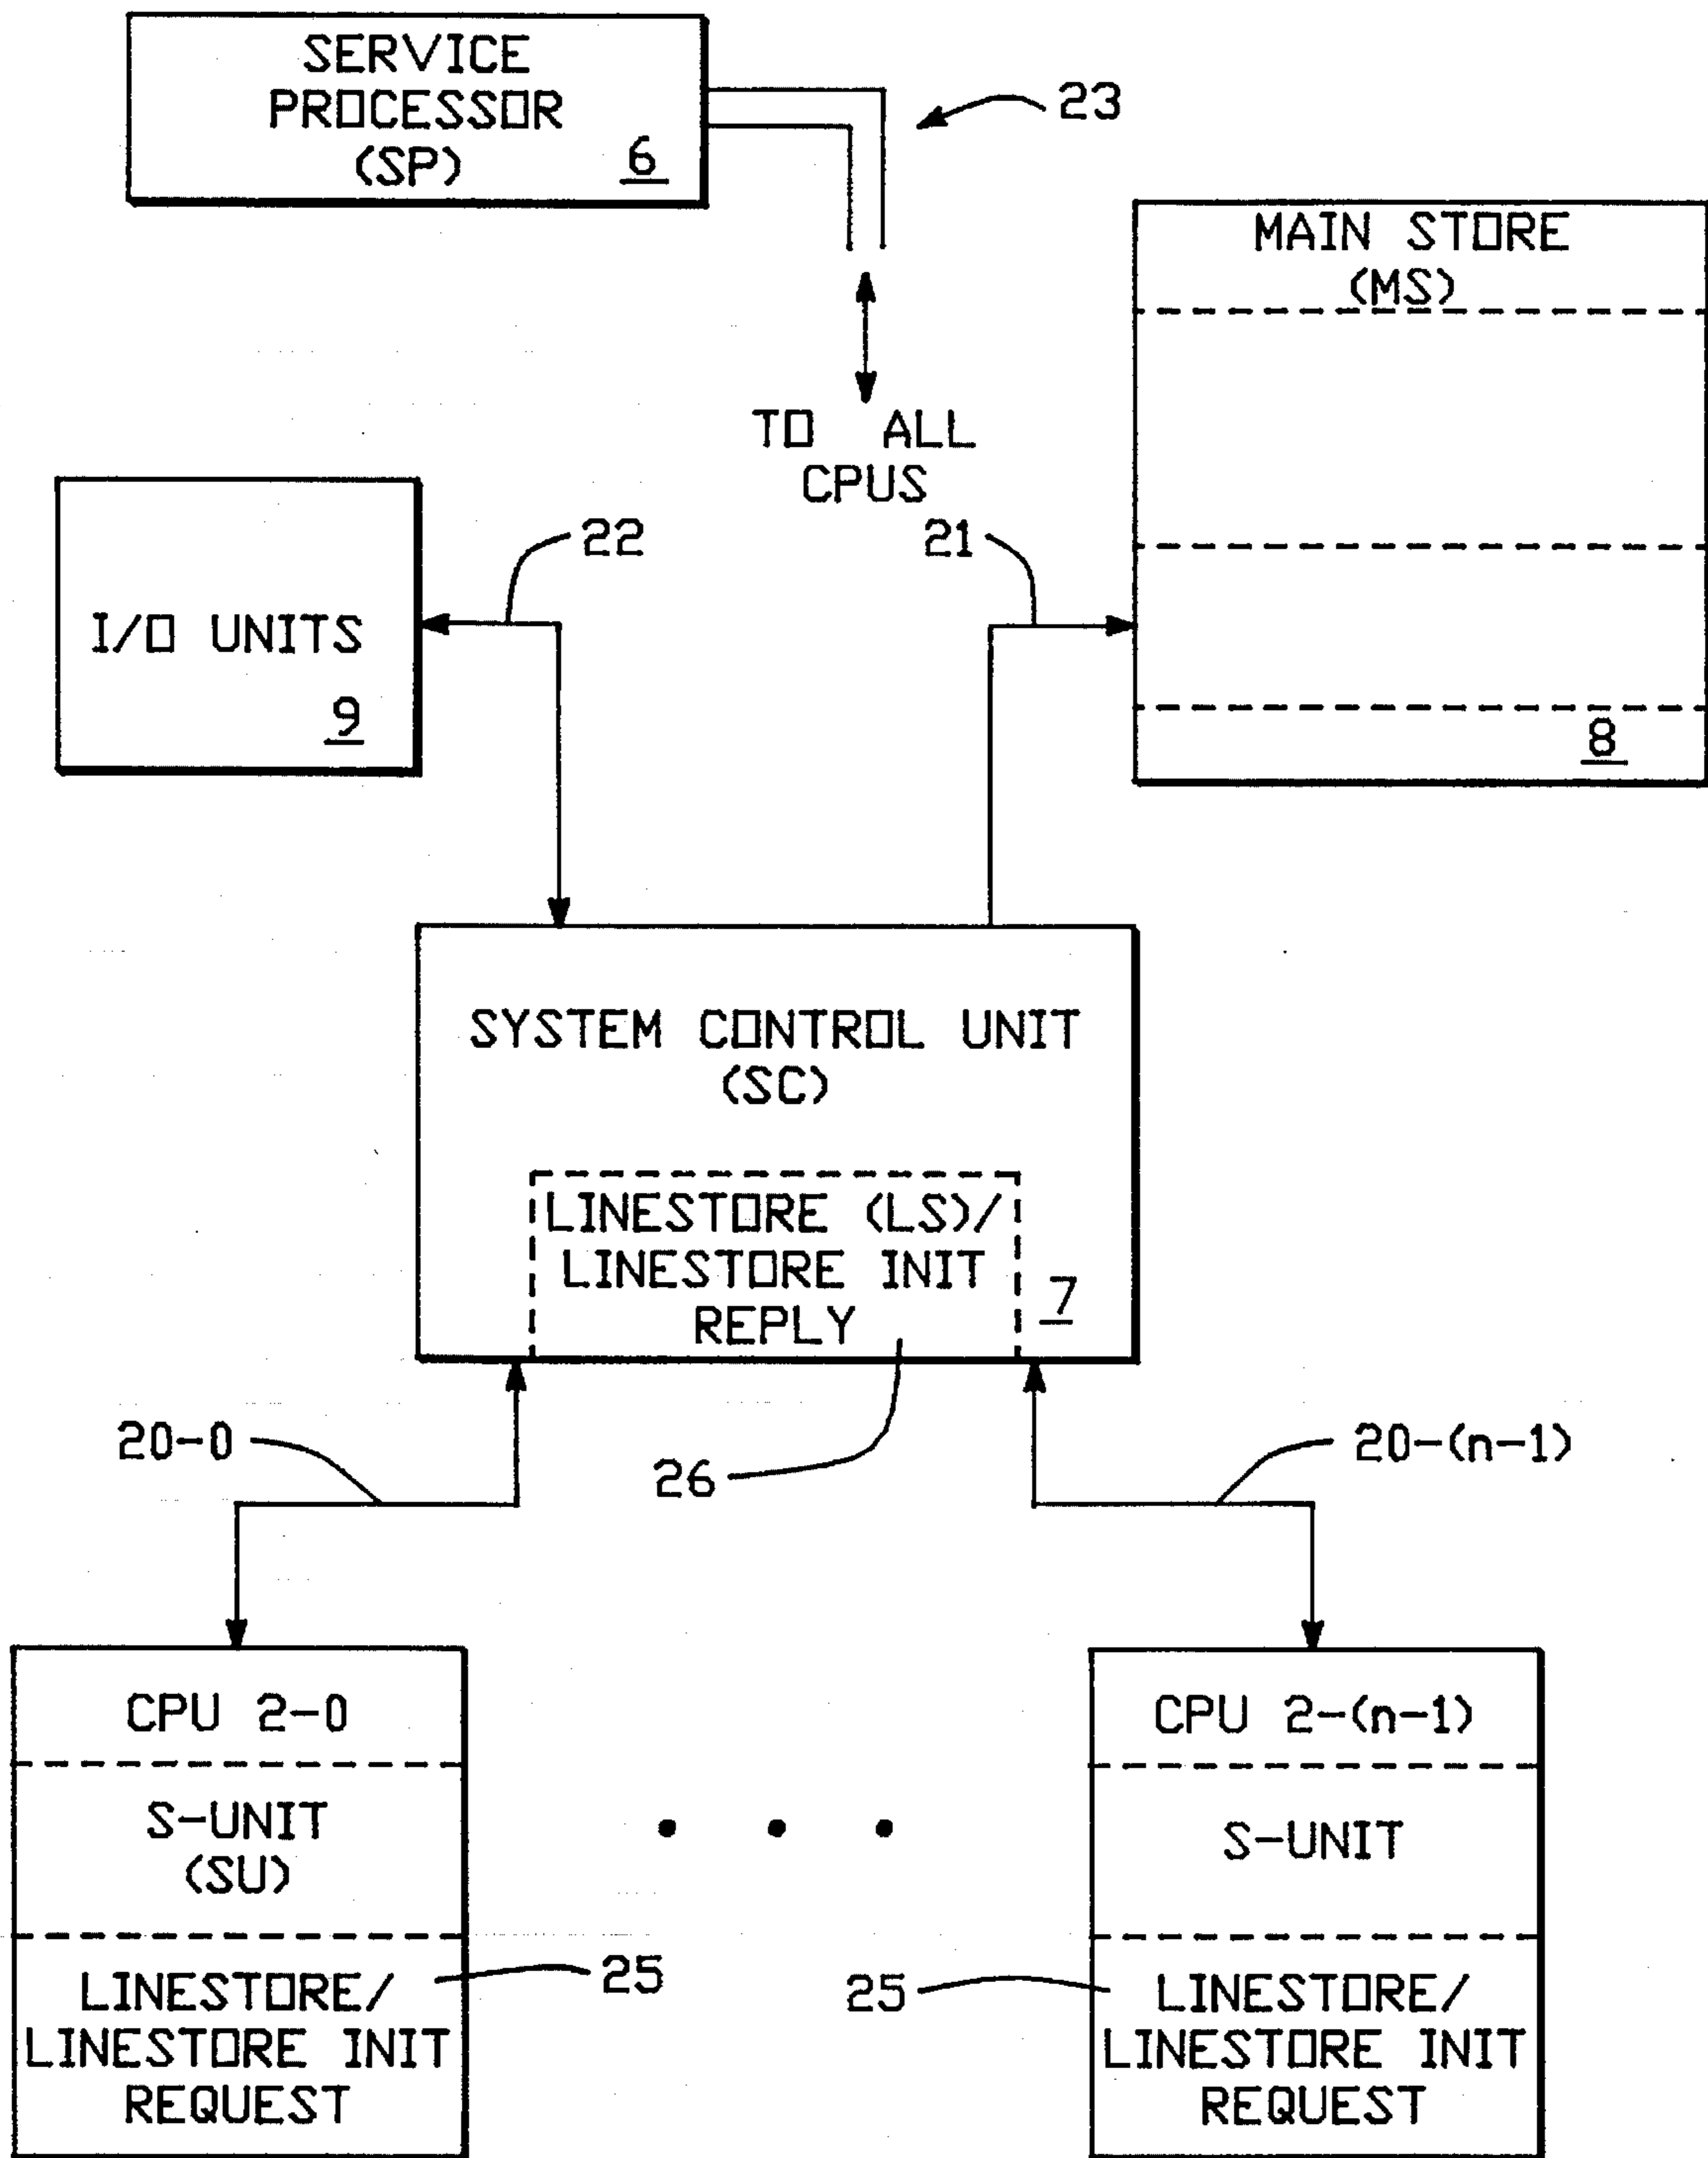 SERVICE
PROCESSOR
(SP)
6
23
MAIN STORE
(MS)
TO ALL
CPUS
22
21
I/O UNITS
9
8
SYSTEM CONTROL UNIT
(SC)
LINESTORE (LS)/
LINESTORE INIT
REPLY
7
20-0
26
20-(n-1)
CPU 2-0
S-UNIT
(SU)
25
LINESTORE/
LINESTORE INIT
REQUEST
CPU 2-(n-1)
S-UNIT
25
LINESTORE/
LINESTORE INIT
REQUEST